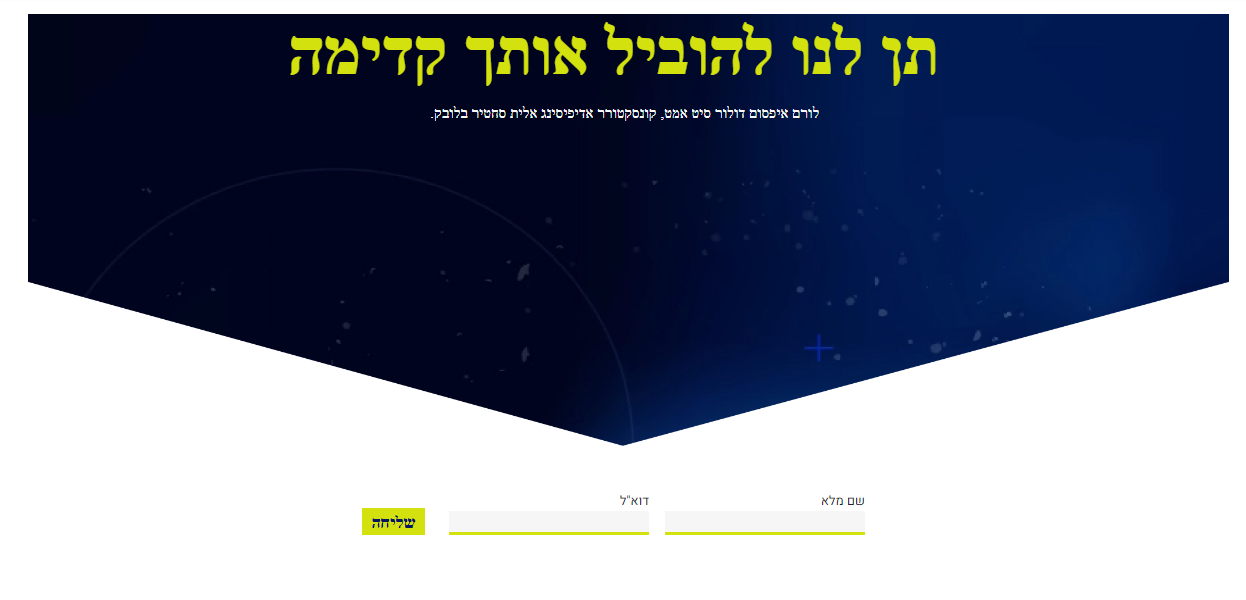 תן לנו להוביל אותך קדימה
לורם איפסום דולור סיט אמט, קונסקטורר אדיפיסינג אלית סחטיר בלובק.
שם מלא
דוא"ל
שליחה